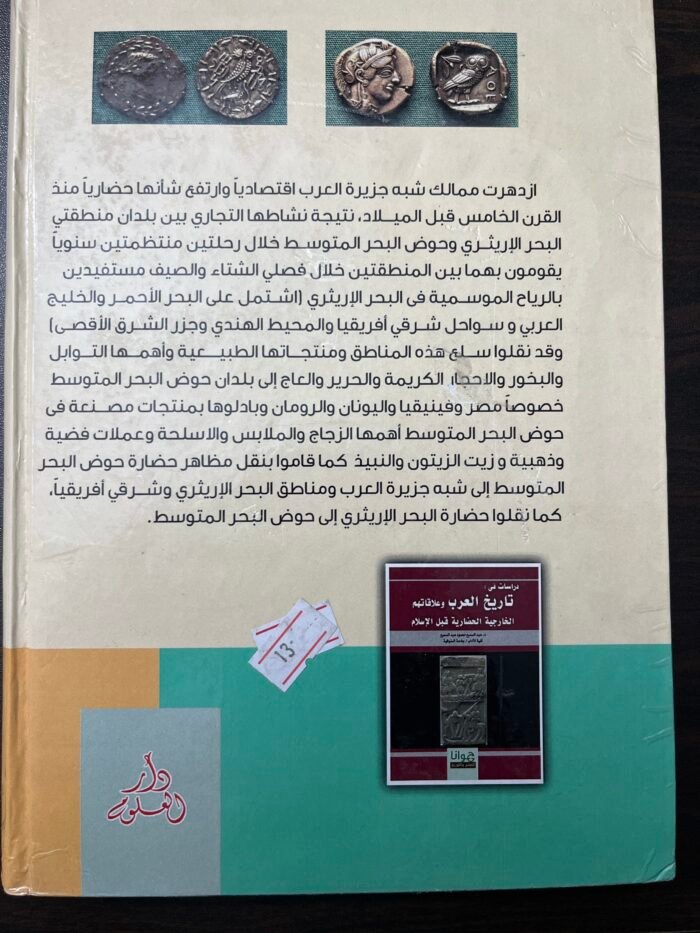 ازدهرت ممالك شبه جزيرة العرب اقتصادياً وارتفع شأنها حضارياً منذ
القرن الخامس قبل الميلاد، نتيجة نشاطها التجاري بين بلدان منطقتي
البحر الإريثري وحوض البحر المتوسط خلال رحلتين منتظمتين سنوياً
يقومون بهما بين المنطقتين خلال فصلي الشتاء والصيف مستفيدين
بالرياح الموسمية فى البحر الإريثري (اشتمل على البحر الأحمر والخليج
العربي و سواحل شرقي أفريقيا والمحيط الهندي وجزر الشرق الأقصى)
وقد نقلوا سلع هذه المناطق ومنتجاتها الطبيعية وأهمها التوابل
والبخور والاحجار الكريمة والحرير والعاج إلى بلدان حوض البحر المتوسط
خصوصاً مصر وفينيقيا واليونان والرومان وبادلوها بمنتجات مصنعة فى
حوض البحر المتوسط أهمها الزجاج والملابس والاسلحة وعملات فضية
وذهبية و زيت الزيتون والنبيذ كما قاموا بنقل مظاهر حضارة حوض البحر
المتوسط إلى شبه جزيرة العرب ومناطق البحر الإريثري وشرقي أفريقياً،
كما نقلوا حضارة البحر الإريثري إلى حوض البحر المتوسط.
دراسات فى :
تاريخ العرب وعلاقاتهم
الخارجية الحضارية قبل الإسلام
جوانا
13
دار
العلوم